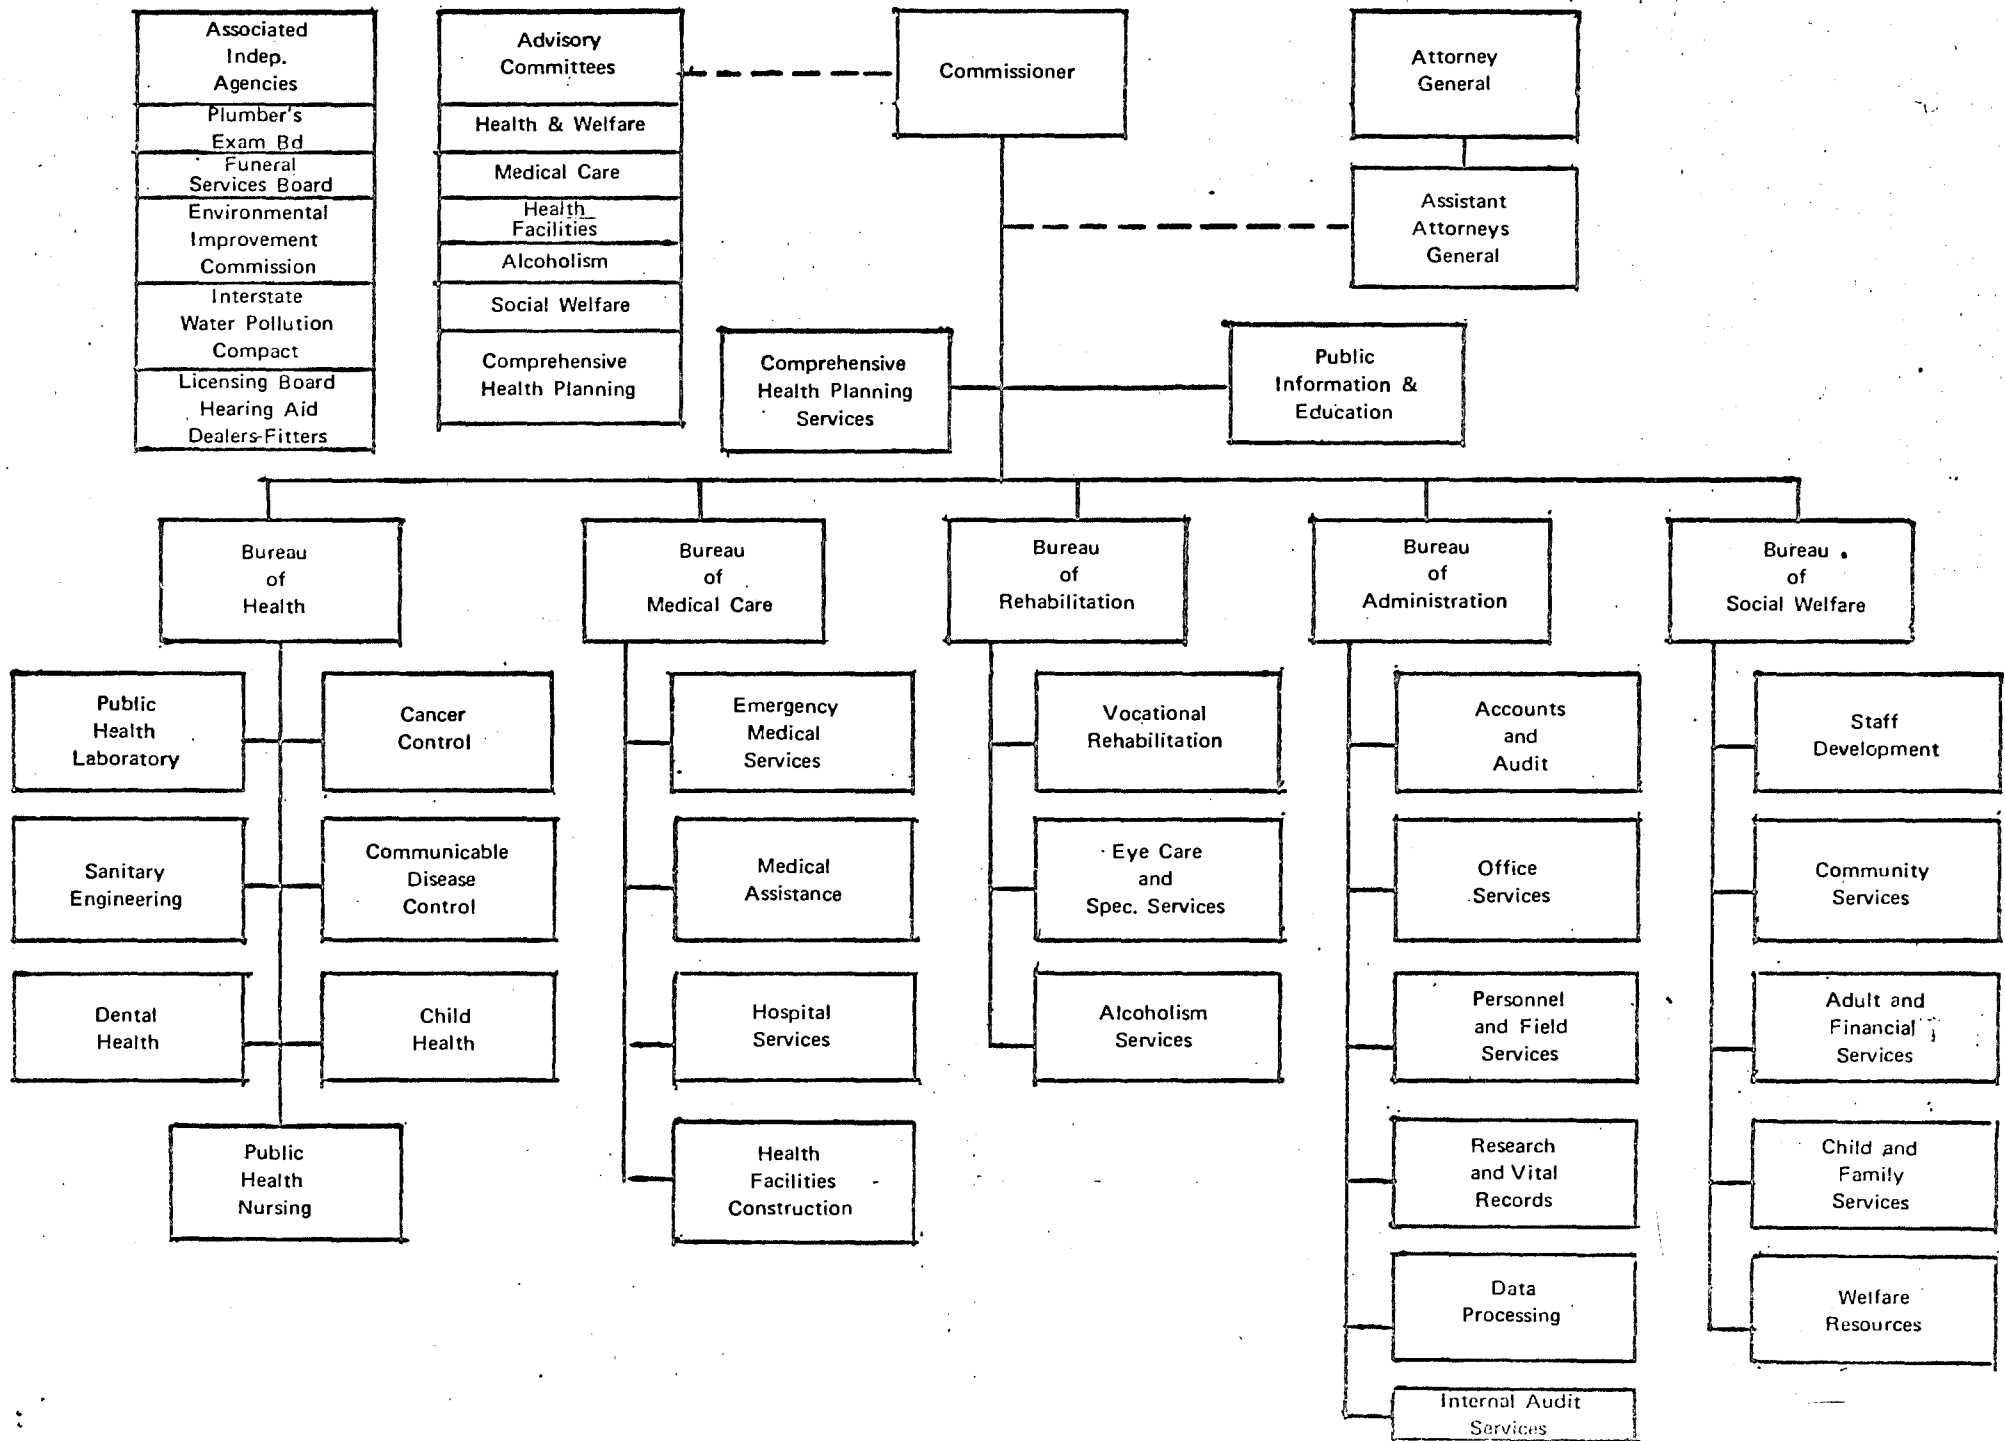 Associated
Indep.
Agencies
Plumber's
Exam Bd
Funeral
Services Board
Environmental
Improvement
Commission
Interstate
Water Pollution
Compact
Licensing Board
Hearing Aid
Dealers-Fitters
Advisory
Committees
Health & Welfare
Medical Care
Health
Facilities
Alcoholism
Social Welfare
Comprehensive
Health Planning
Commissioner
Attorney
General
Assistant
Attorneys
General
Comprehensive
Health Planning
Services
Public
Information &
Education
Bureau
of
Health
Bureau
of
Medical Care
Bureau
of
Rehabilitation
Bureau
of
Administration
Bureau
of
Social Welfare
Public
Health
Laboratory
Cancer
Control
Sanitary
Engineering
Communicable
Disease
Control
Dental
Health
Child
Health
Public
Health
Nursing
Emergency
Medical
Services
Medical
Assistance
Hospital
Services
Health
Facilities
Construction
Vocational
Rehabilitation
Eye Care
and
Spec. Services
Alcoholism
Services
Accounts
and
Audit
Office
Services
Personnel
and Field
Services
Research
and Vital
Records
Data
Processing
Internal Audit
Services
Staff
Development
Community
Services
Adult and
Financial
Services
Child and
Family
Services
Welfare
Resources